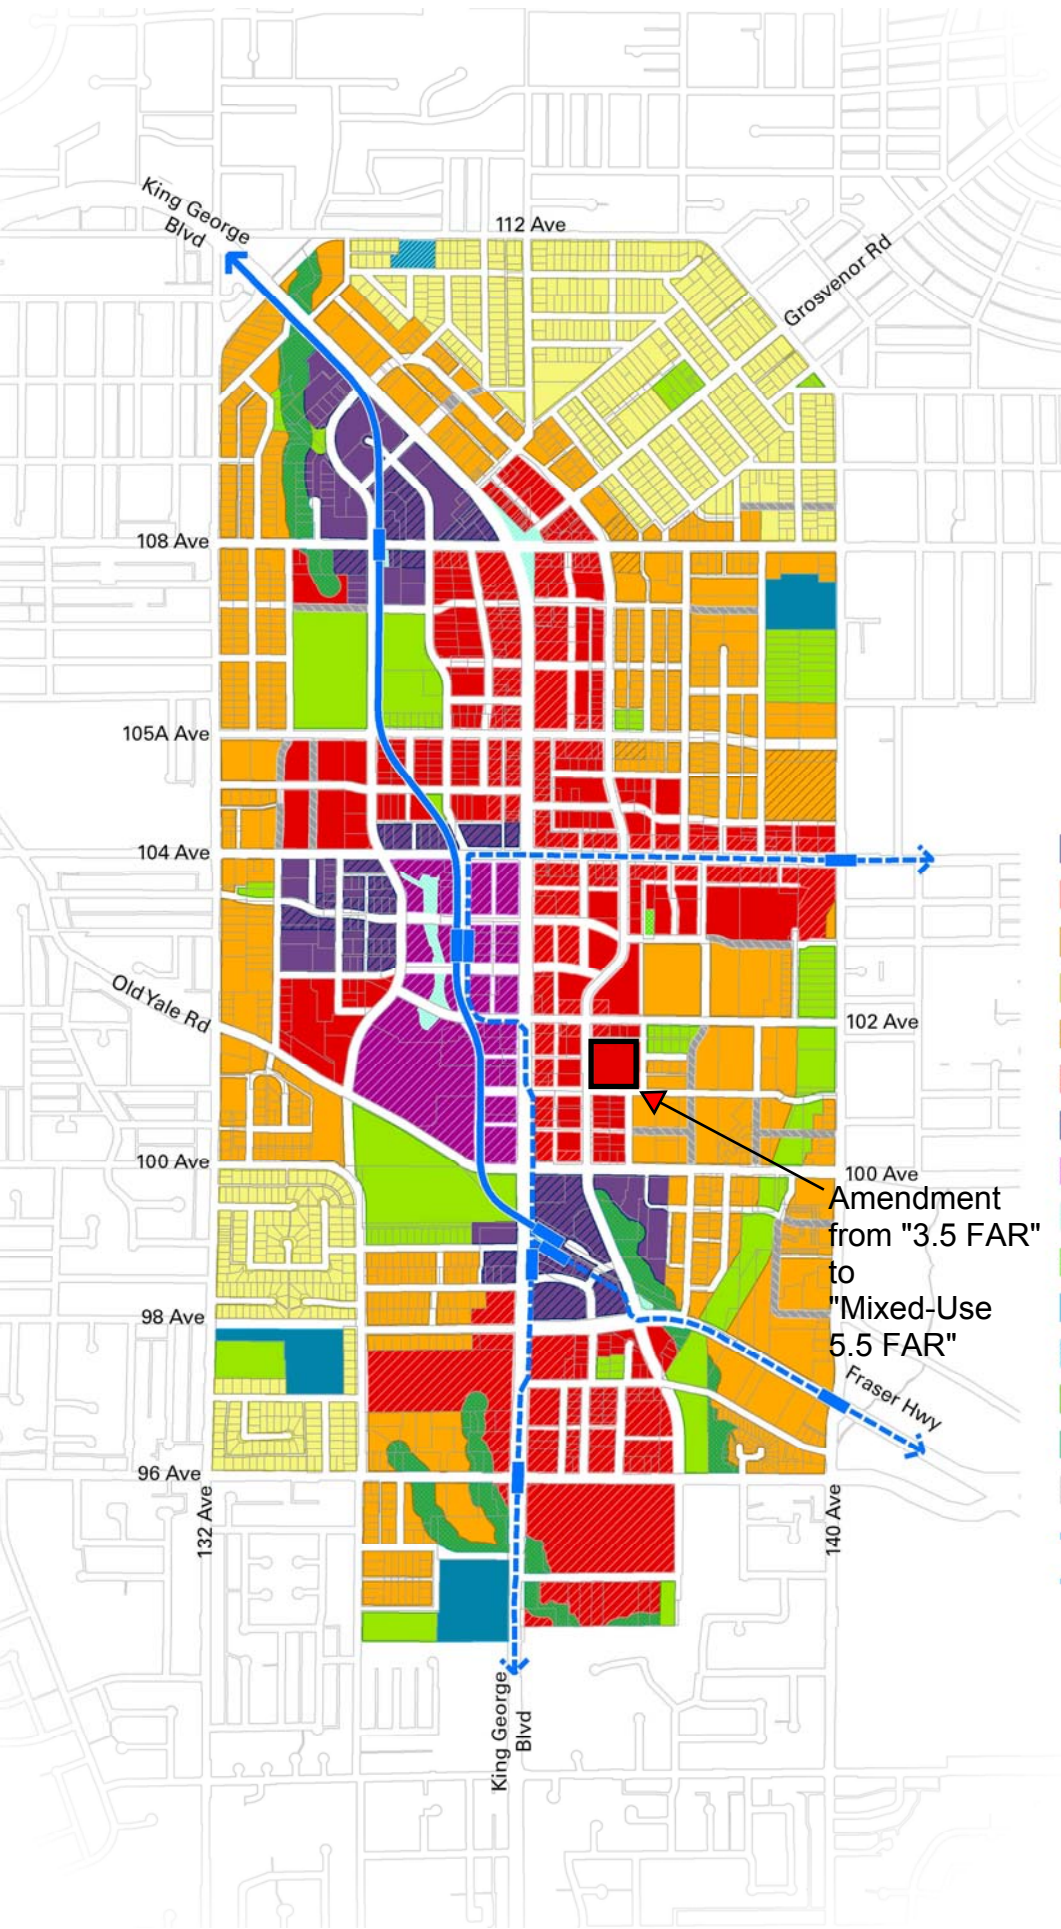 King George
Blvd
112 Ave
Grosvenor Rd
108 Ave
105A Ave
104 Ave
Old Yale Rd
102 Ave
100 Ave
100 Ave
Amendment
from "3.5 FAR"
to
"Mixed-Use
5.5 FAR"
98 Ave
Fraser Hwy
96 Ave
132 Ave
140 Ave
King George
Blvd